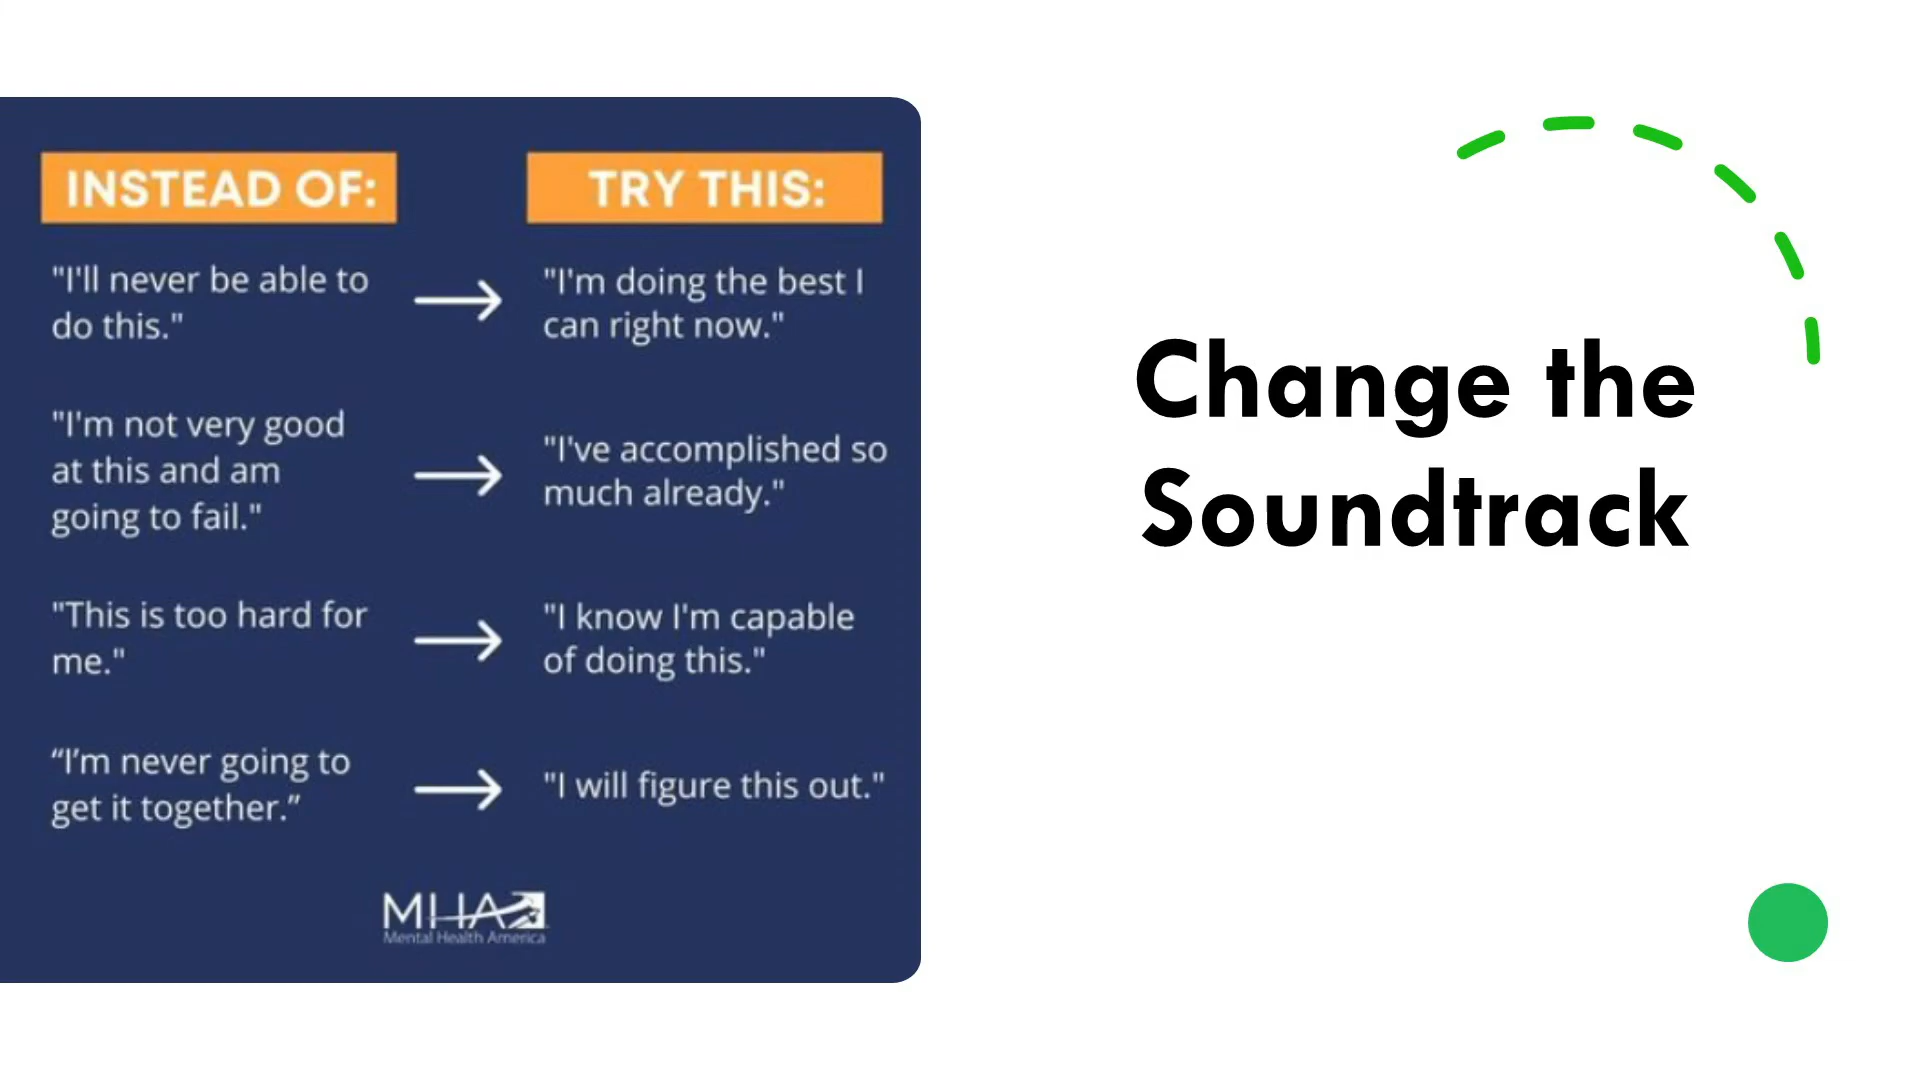 INSTEAD OF:
TRY THIS:
"I'll never be able to
do this."
"I'm doing the best I
can right now."
"I'm not very good
at this and am
going to fail."
"I've accomplished so
much already."
"This is too hard for
me."
"I know I'm capable
of doing this."
“I’m never going to
get it together.”
"I will figure this out."
MHA
Mental Health America
Change the
Soundtrack